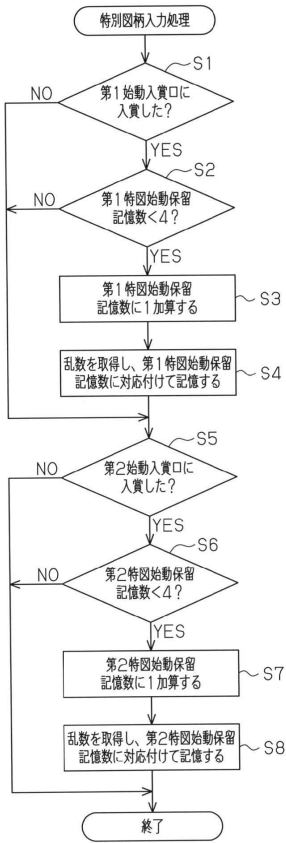 特別図柄入力処理
S1
第1始動入賞口に
入賞した?
NO
YES
S2
第1特図始動保留
記憶数<4?
NO
YES
第1特図始動保留
記憶数に1加算する
S3
乱数を取得し、第1特図始動保留
記憶数に対応付けて記憶する
S4
S5
第2始動入賞口に
入賞した?
NO
YES
S6
第2特図始動保留
記憶数<4?
NO
YES
第2特図始動保留
記憶数に1加算する
S7
乱数を取得し、第2特図始動保留
記憶数に対応付けて記憶する
S8
終了